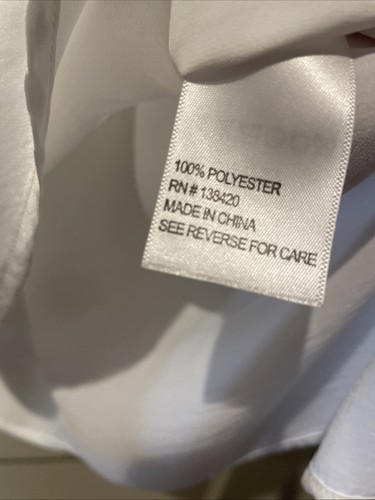 100% POLYESTER
RN # 138420
MADE IN CHINA
SEE REVERSE FOR CARE